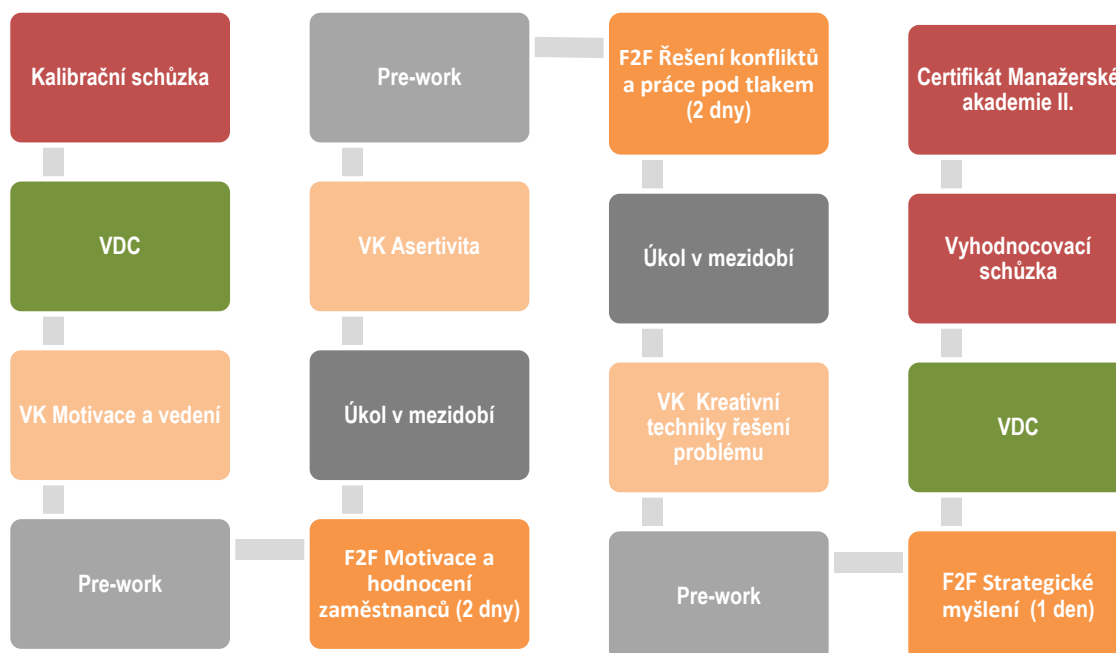 Kalibrační schůzka
VDC
VK Motivace a vedení
Pre-work
F2F Motivace a
hodnocení
zaměstnanců (2 dny)
Úkol v mezidobí
VK Asertivita
Pre-work
F2F Řešení konfliktů
a práce pod tlakem
(2 dny)
Úkol v mezidobí
VK Kreativní
techniky řešení
problému
Pre-work
F2F Strategické
myšlení (1 den)
VDC
Vyhodnocovací
schůzka
Certifikát Manažerské
akademie II.